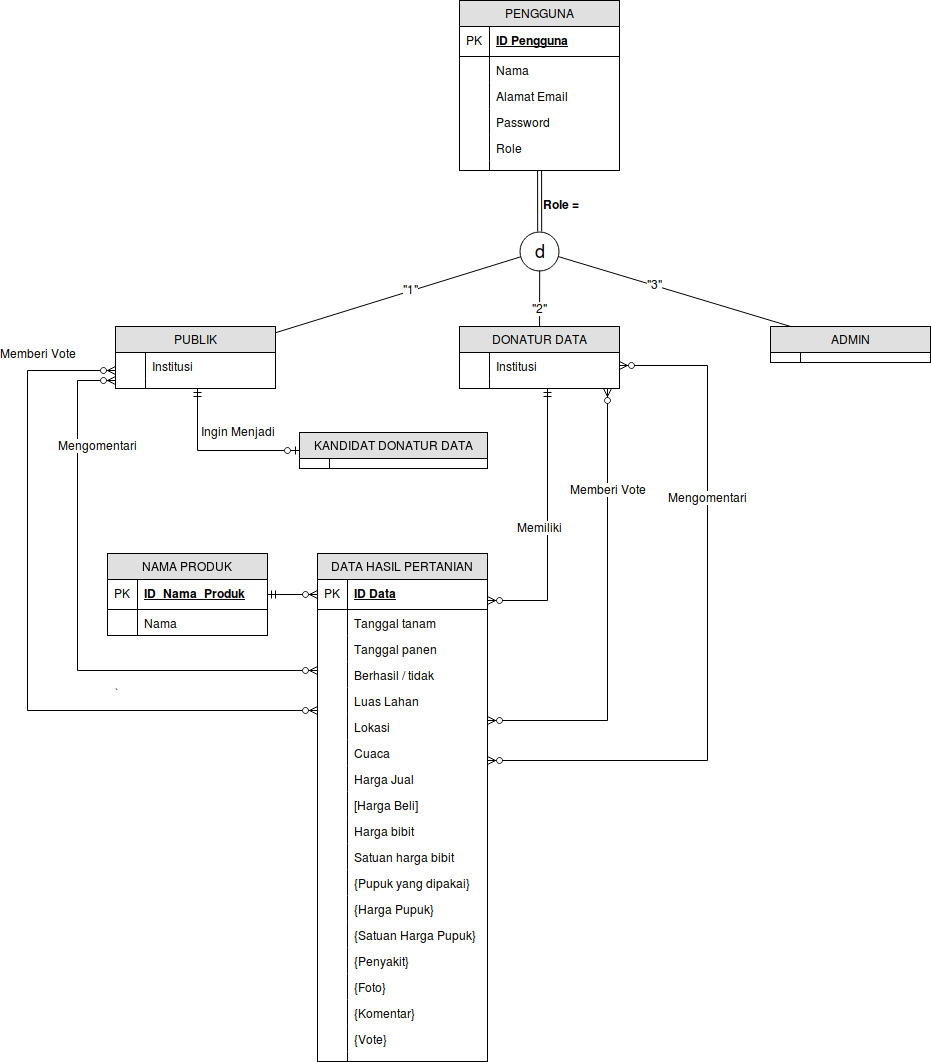 PENGGUNA
PK ID Pengguna
Nama
Alamat Email
Password
Role
Role =
d
"1"
"2"
"3"
PUBLIK
Institusi
DONATUR DATA
Institusi
ADMIN
Memberi Vote
Mengomentari
Ingin Menjadi
KANDIDAT DONATUR DATA
Memberi Vote
Mengomentari
Memiliki
NAMA PRODUK
PK ID_Nama_Produk
Nama
DATA HASIL PERTANIAN
PK ID Data
Tanggal tanam
Tanggal panen
Berhasil / tidak
Luas Lahan
Lokasi
Cuaca
Harga Jual
[Harga Beli]
Harga bibit
Satuan harga bibit
{Pupuk yang dipakai}
{Harga Pupuk}
{Satuan Harga Pupuk}
{Penyakit}
{Foto}
{Komentar}
{Vote}
`